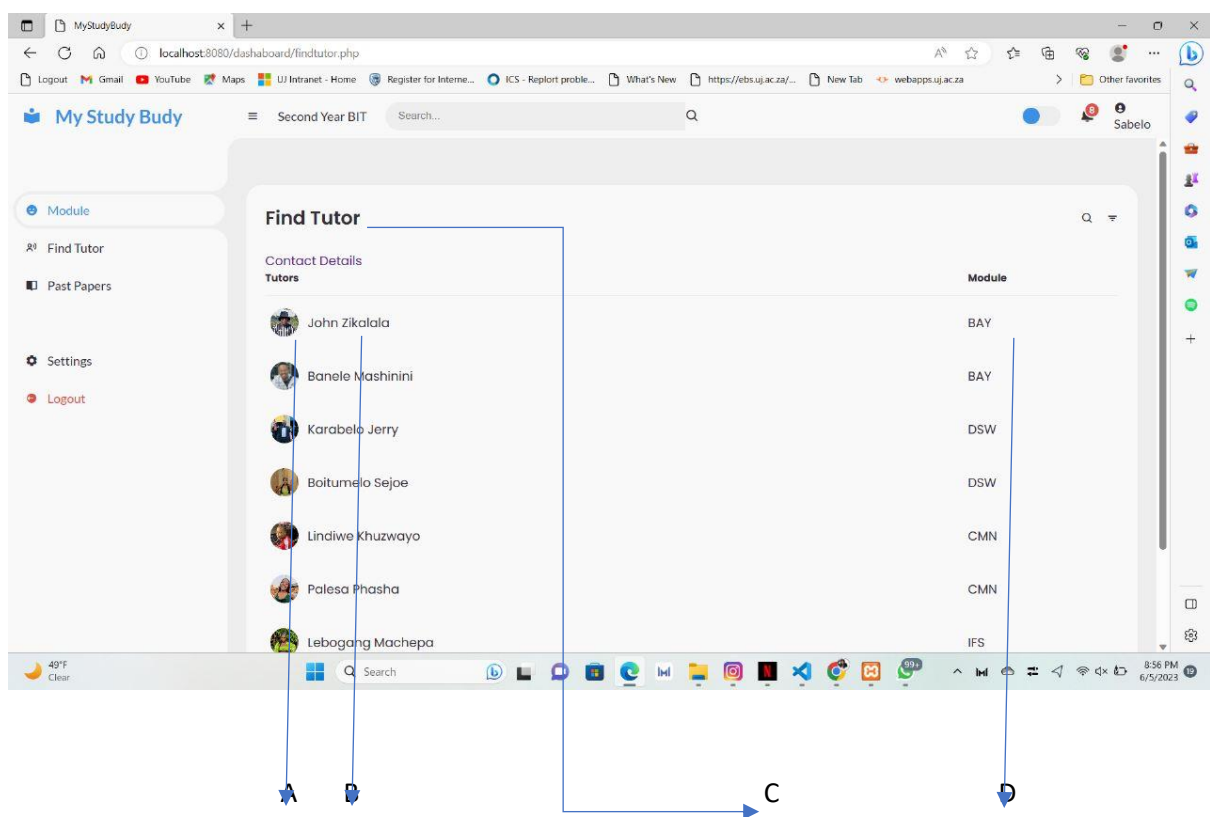 MyStudyBudy
localhost:8080/dashaboard/findtutor.php
Logout Gmail YouTube Maps UJ Intranet - Home Register for Interne... ICS - Replort proble... What's New https://ebs.uj.ac.za/... New Tab webapps.uj.ac.za Other favorites
My Study Budy Second Year BIT Search... 8 Sabelo
Module
Find Tutor
Past Papers
Settings
Logout
Find Tutor
Contact Details
Tutors Module
John Zikalala BAY
Banele Mashinini BAY
Karabelo Jerry DSW
Boitumelo Sejoe DSW
Lindiwe Khuzwayo CMN
Palesa Phasha CMN
Lebogang Machepa IFS
49°F
Clear
Search 99+ 8:56 PM
6/5/2023
A B C D